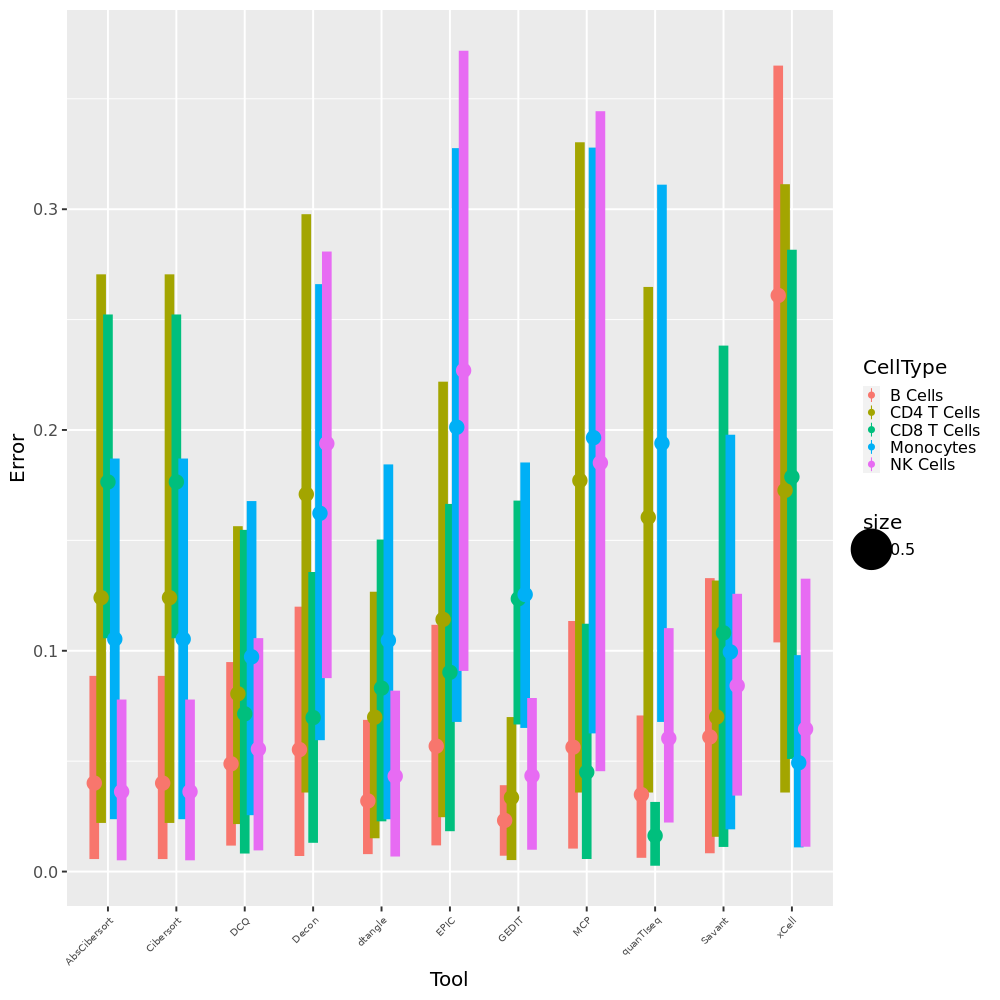 0.3
0.2
0.1
0.0
Error
AbsCibersort
Cibersort
DCQ
Decon
dtangle
EPIC
GEDIT
MCP
quanTIseq
Savant
xCell
Tool
CellType
B Cells
CD4 T Cells
CD8 T Cells
Monocytes
NK Cells
size
0.5